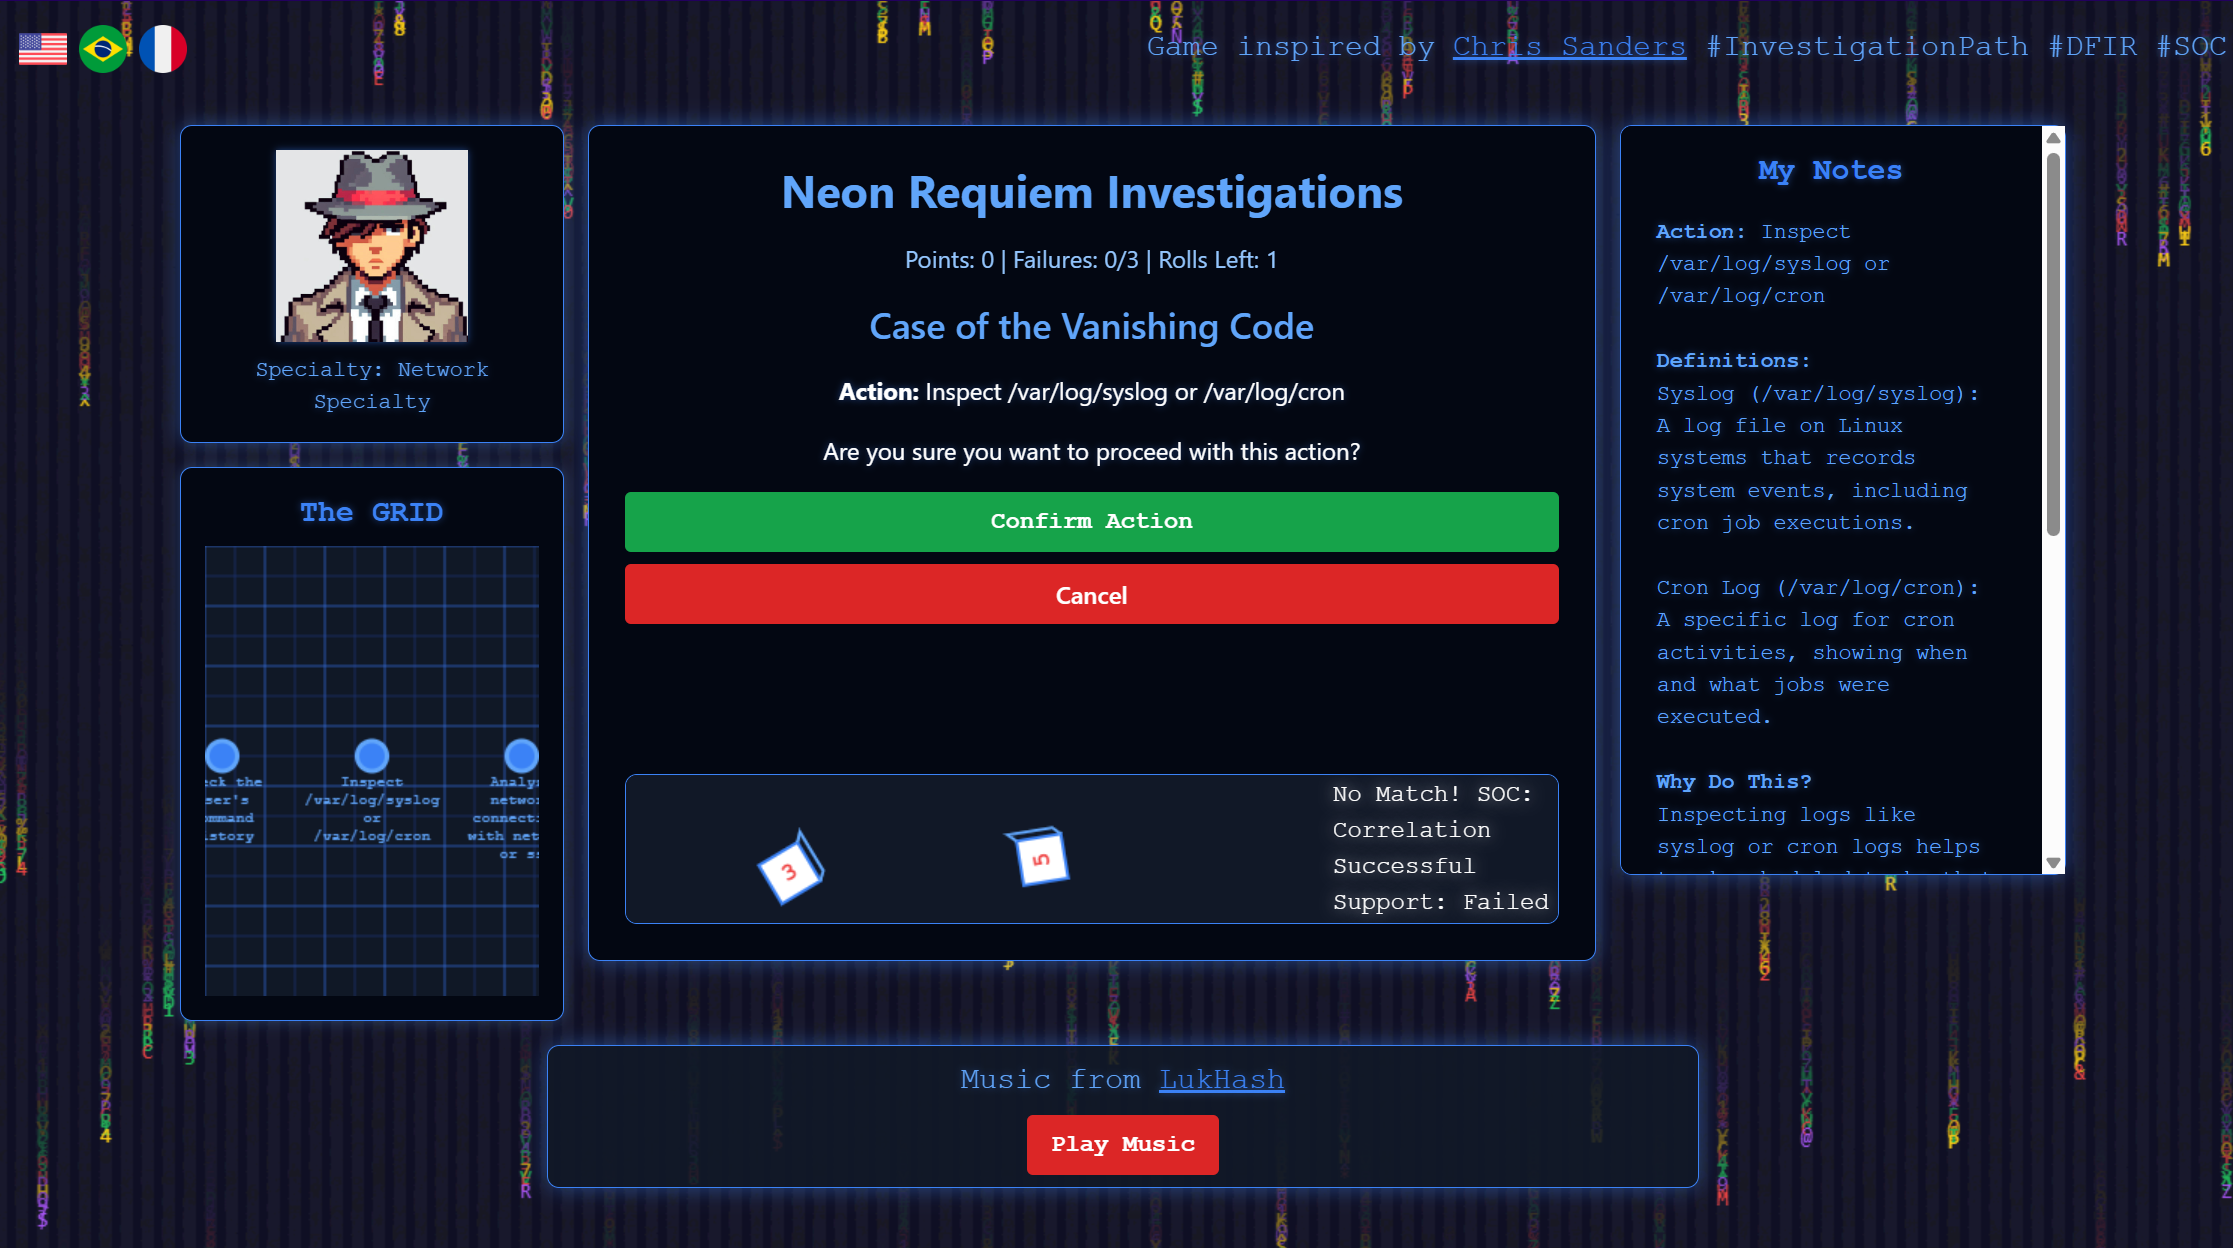 Game inspired by Chris Sanders #InvestigationPath #DFIR #SOC
Specialty: Network
Specialty
The GRID
ck the
ser's
mmand
story
Inspect
/var/log/syslog
or
/var/log/cron
Analy
netwo
connect
with net
or s
Neon Requiem Investigations
Points: 0 | Failures: 0/3 | Rolls Left: 1
Case of the Vanishing Code
Action: Inspect /var/log/syslog or /var/log/cron
Are you sure you want to proceed with this action?
Confirm Action
Cancel
3
5
No Match! SOC:
Correlation
Successful
Support: Failed
My Notes
Action: Inspect
/var/log/syslog or
/var/log/cron
Definitions:
Syslog (/var/log/syslog):
A log file on Linux
systems that records
system events, including
cron job executions.
Cron Log (/var/log/cron):
A specific log for cron
activities, showing when
and what jobs were
executed.
Why Do This?
Inspecting logs like
syslog or cron logs helps
Music from LukHash
Play Music